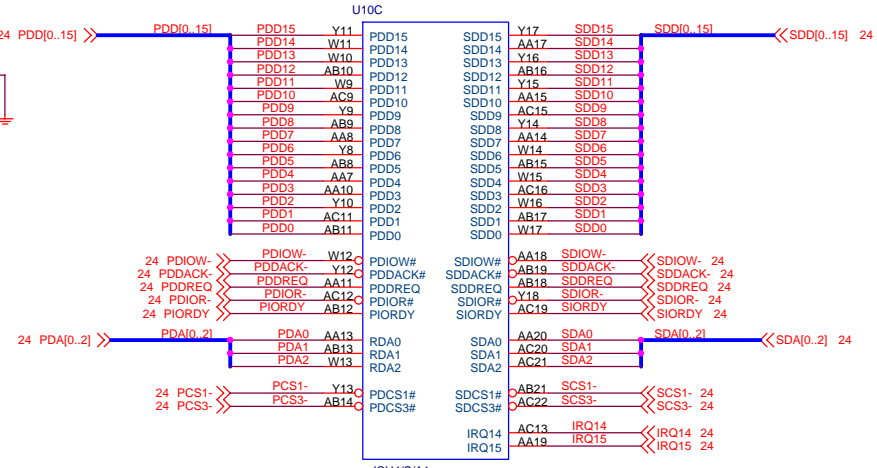 U10C
24 PDD[0..15] PDD[0..15] PDD15 Y11 PDD15 SDD15 Y17 SDD15 SDD[0..15] SDD[0..15] 24
PDD14 W11 PDD14 SDD14 AA17 SDD14
PDD13 W10 PDD13 SDD13 Y16 SDD13
PDD12 AB10 PDD12 SDD12 AB16 SDD12
PDD11 W9 PDD11 SDD11 Y15 SDD11
PDD10 AC9 PDD10 SDD10 AA15 SDD10
PDD9 Y9 PDD9 SDD9 AC15 SDD9
PDD8 AB9 PDD8 SDD8 Y14 SDD8
PDD7 AA8 PDD7 SDD7 AA14 SDD7
PDD6 Y8 PDD6 SDD6 W14 SDD6
PDD5 AB8 PDD5 SDD5 AB15 SDD5
PDD4 AA7 PDD4 SDD4 W15 SDD4
PDD3 AA10 PDD3 SDD3 AC16 SDD3
PDD2 Y10 PDD2 SDD2 W16 SDD2
PDD1 AC11 PDD1 SDD1 AB17 SDD1
PDD0 AB11 PDD0 SDD0 W17 SDD0
24 PDIOW- PDIOW- W12 PDIOW# SDIOW# AA18 SDIOW- SDIOW- 24
24 PDDACK- PDDACK- Y12 PDDACK# SDDACK# AB19 SDDACK- SDDACK- 24
24 PDDREQ PDDREQ AA11 PDDREQ SDDREQ AB18 SDDREQ SDDREQ 24
24 PDIOR- PDIOR- AC12 PDIOR# SDIOR# Y18 SDIOR- SDIOR- 24
24 PIORDY PIORDY AB12 PIORDY SIORDY AC19 SIORDY SIORDY 24
24 PDA[0..2] PDA[0..2] PDA0 AA13 RDA0 SDA0 AA20 SDA0 SDA[0..2] SDA[0..2] 24
PDA1 AB13 RDA1 SDA1 AC20 SDA1
PDA2 W13 RDA2 SDA2 AC21 SDA2
24 PCS1- PCS1- Y13 PDCS1# SDCS1# AB21 SCS1- SCS1- 24
24 PCS3- PCS3- AB14 PDCS3# SDCS3# AC22 SCS3- SCS3- 24
IRQ14 AC13 IRQ14 IRQ14 24
IRQ15 AA19 IRQ15 IRQ15 24